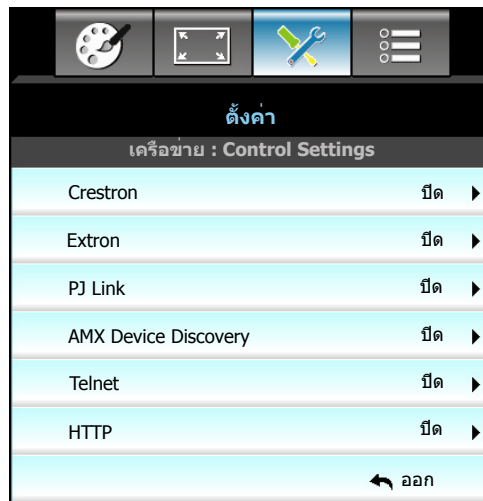 ตั้งค่า
เครือข่าย : Control Settings
Crestron ปิด
Extron ปิด
PJ Link ปิด
AMX Device Discovery ปิด
Telnet ปิด
HTTP ปิด
ออก